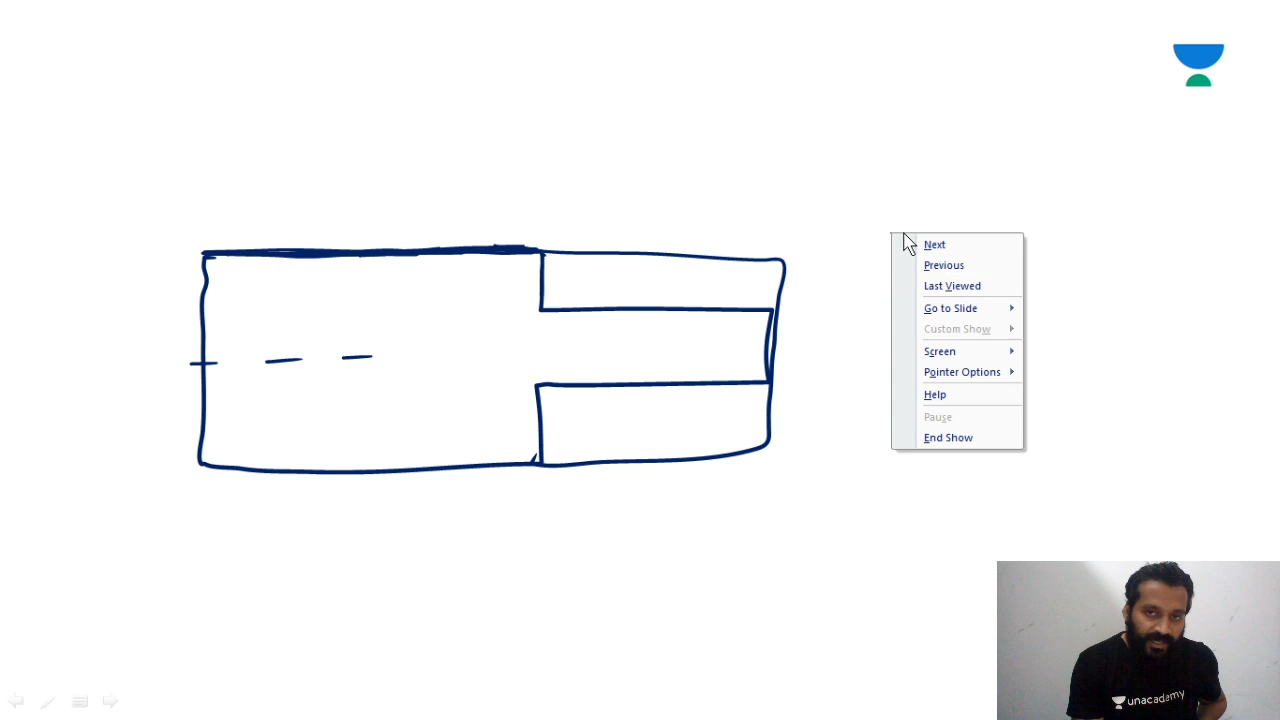 Next
Previous
Last Viewed
Go to Slide
Custom Show
Screen
Pointer Options
Help
Pause
End Show
unacademy